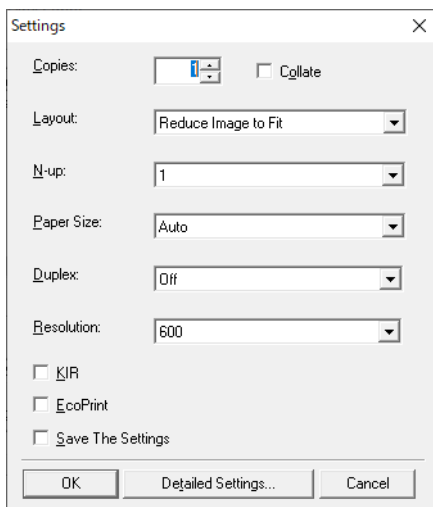 Settings
Copies: 1 Collate
Layout: Reduce Image to Fit
N-up: 1
Paper Size: Auto
Duplex: Off
Resolution: 600
KIR
EcoPrint
Save The Settings
OK Detailed Settings... Cancel